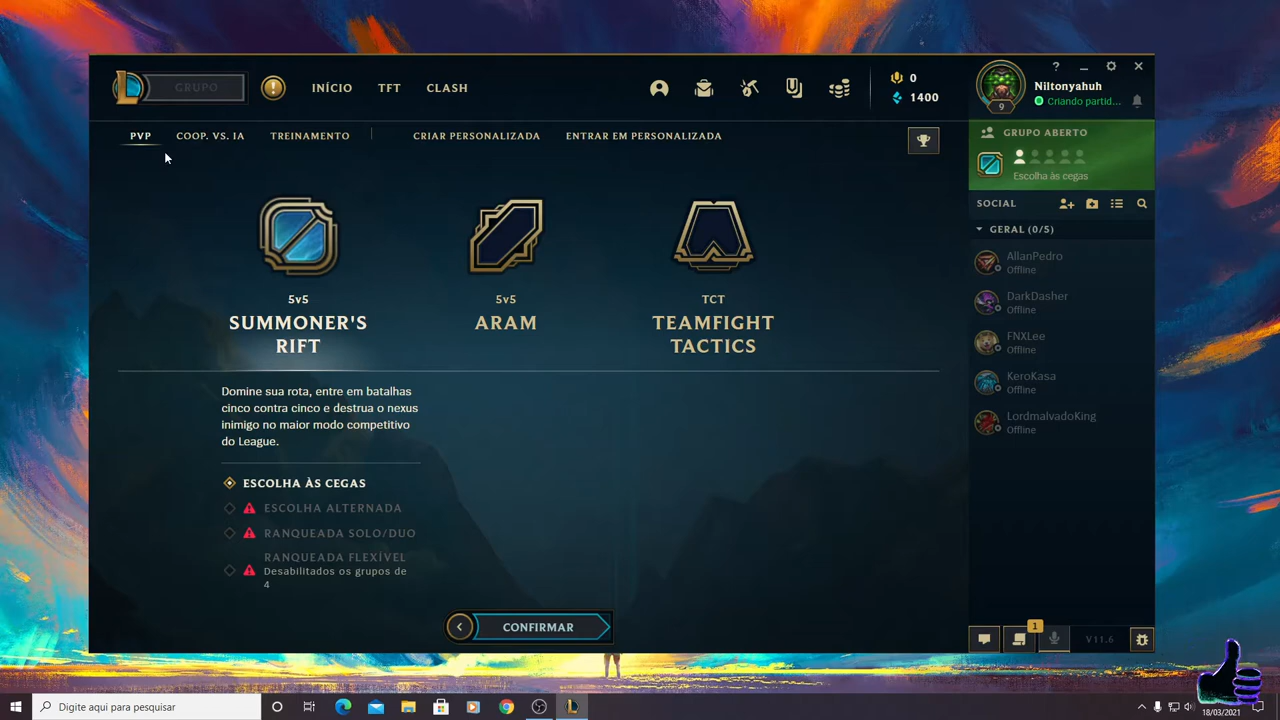 GRUPO
INÍCIO
TFT
CLASH
0
1400
?
9
Niltonyahuh
Criando partid...
PVP
COOP. VS. IA
TREINAMENTO
CRIAR PERSONALIZADA
ENTRAR EM PERSONALIZADA
GRUPO ABERTO
Escolha às cegas
SOCIAL
GERAL (0/5)
AllanPedro
Offline
DarkDasher
Offline
FNXLee
Offline
KeroKasa
Offline
LordmalvadoKing
Offline
5v5
SUMMONER'S
RIFT
5v5
ARAM
TCT
TEAMFIGHT
TACTICS
Domine sua rota, entre em batalhas
cinco contra cinco e destrua o nexus
inimigo no maior modo competitivo
do League.
ESCOLHA ÀS CEGAS
ESCOLHA ALTERNADA
RANQUEADA SOLO/DUO
RANQUEADA FLEXÍVEL
Desabilitados os grupos de
4
CONFIRMAR
1
V11.6
Digite aqui para pesquisar
18/03/2021